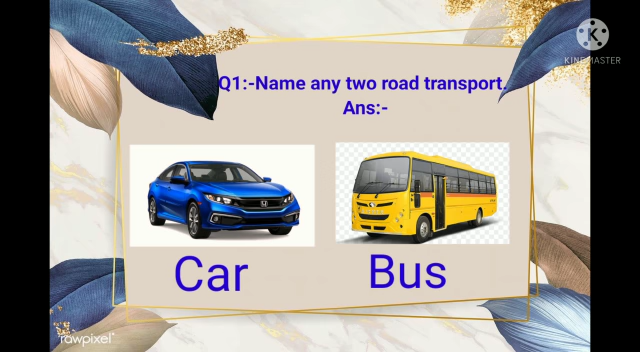 K
KINEMASTER
Q1:-Name any two road transport.
Ans:-
Car
Bus
rawpixel